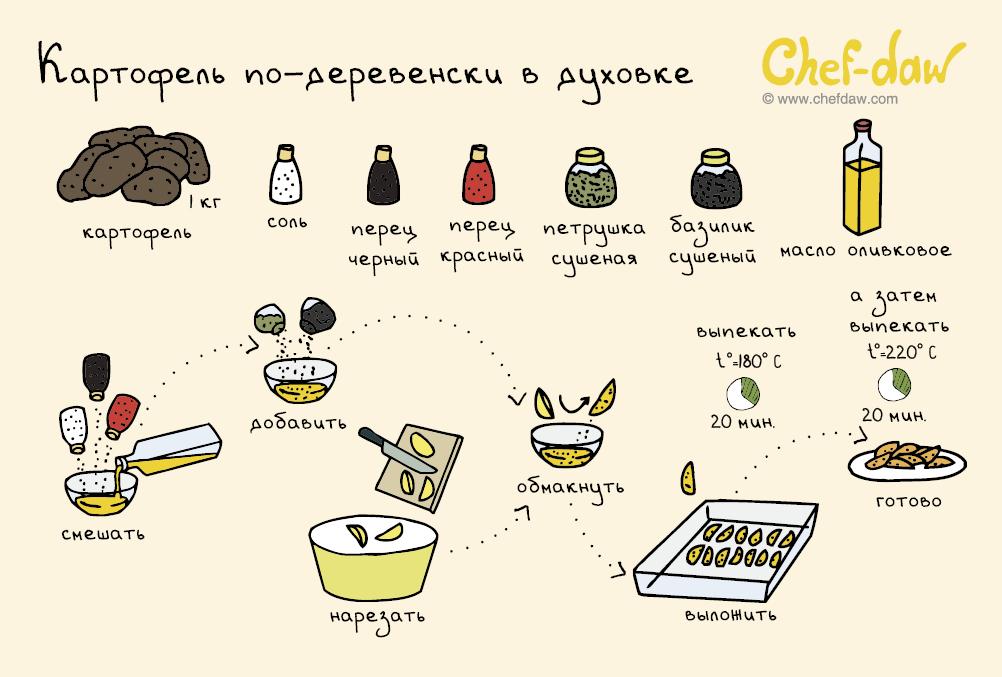 Картофель по-деревенски в духовке
Chef-daw
© www.chefdaw.com
1 кг
картофель
соль
перец
черный
перец
красный
петрушка
сушеная
базилик
сушеный
масло оливковое
смешать
добавить
нарезать
обмакнуть
выложить
выпекать
t°=180° C
20 мин.
а затем
выпекать
t°=220° C
20 мин.
готово